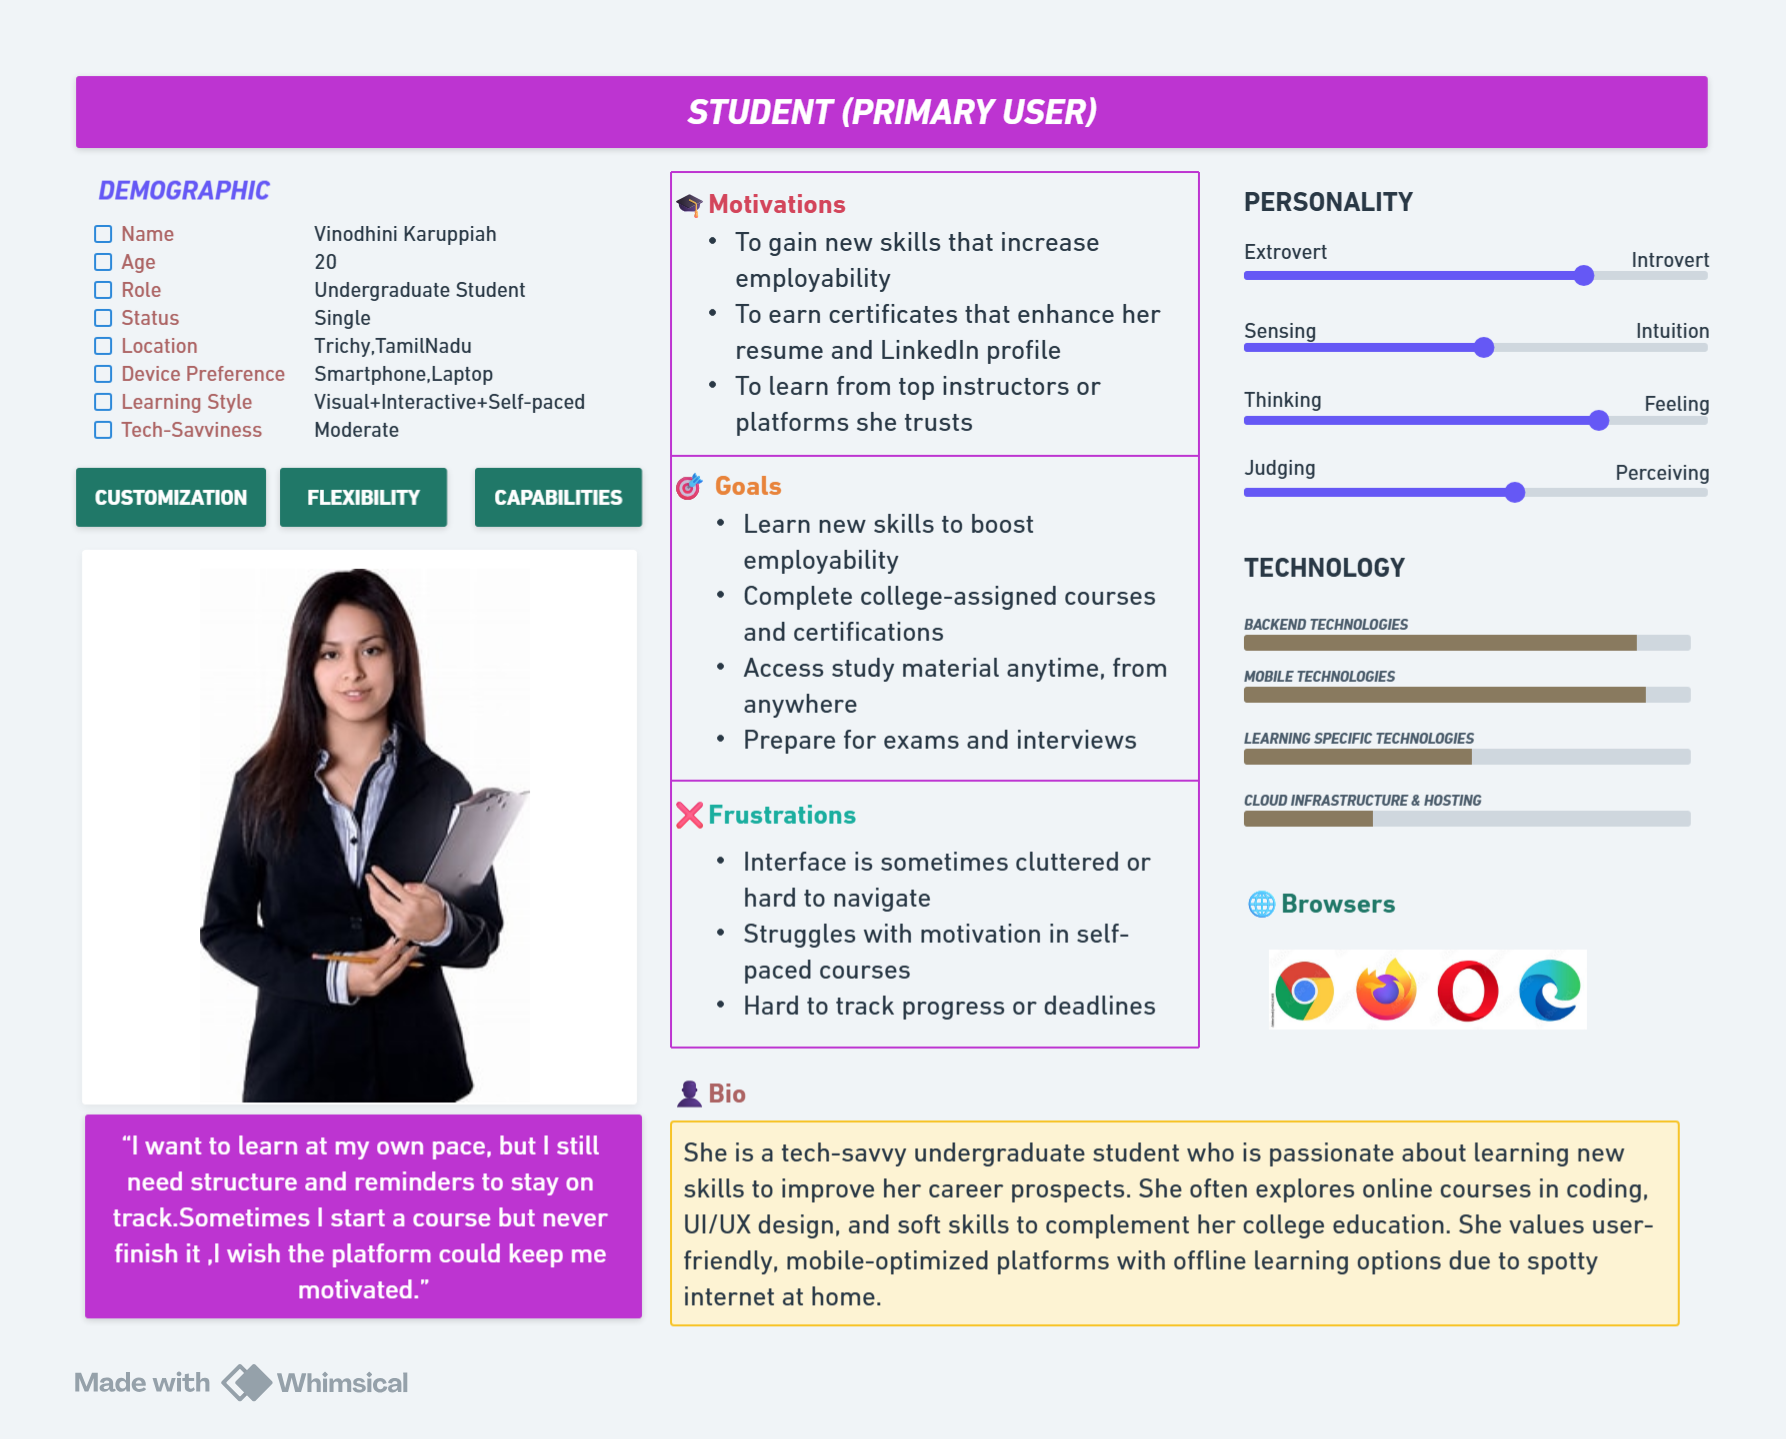 STUDENT (PRIMARY USER)
DEMOGRAPHIC
Name Vinodhini Karuppiah
Age 20
Role Undergraduate Student
Status Single
Location Trichy,TamilNadu
Device Preference Smartphone,Laptop
Learning Style Visual+Interactive+Self-paced
Tech-Savviness Moderate
CUSTOMIZATION
FLEXIBILITY
CAPABILITIES
“I want to learn at my own pace, but I still
need structure and reminders to stay on
track.Sometimes I start a course but never
finish it ,I wish the platform could keep me
motivated.”
Motivations
• To gain new skills that increase
employability
• To earn certificates that enhance her
resume and LinkedIn profile
• To learn from top instructors or
platforms she trusts
Goals
• Learn new skills to boost
employability
• Complete college-assigned courses
and certifications
• Access study material anytime, from
anywhere
• Prepare for exams and interviews
Frustrations
• Interface is sometimes cluttered or
hard to navigate
• Struggles with motivation in self-
paced courses
• Hard to track progress or deadlines
PERSONALITY
Extrovert Introvert
Sensing Intuition
Thinking Feeling
Judging Perceiving
TECHNOLOGY
BACKEND TECHNOLOGIES
MOBILE TECHNOLOGIES
LEARNING SPECIFIC TECHNOLOGIES
CLOUD INFRASTRUCTURE & HOSTING
Browsers
Bio
She is a tech-savvy undergraduate student who is passionate about learning new
skills to improve her career prospects. She often explores online courses in coding,
UI/UX design, and soft skills to complement her college education. She values user-
friendly, mobile-optimized platforms with offline learning options due to spotty
internet at home.
Made with Whimsical